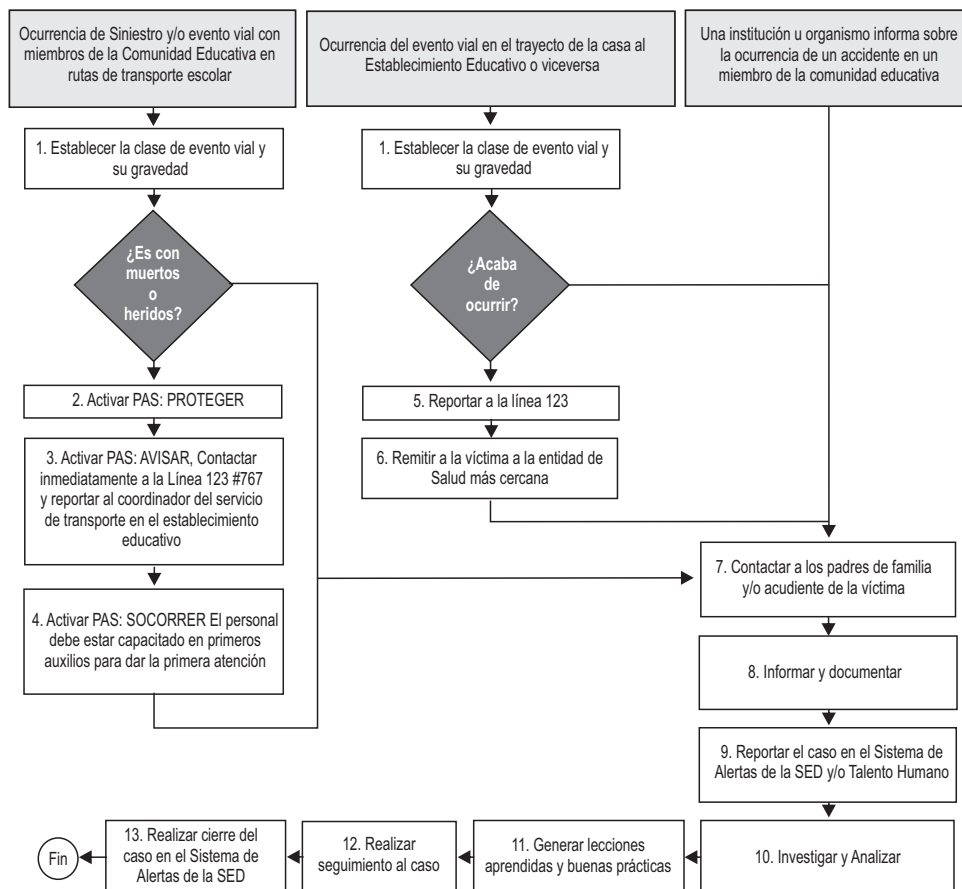 Ocurrencia de Siniestro y/o evento vial con
miembros de la Comunidad Educativa en
rutas de transporte escolar
Ocurrencia del evento vial en el trayecto de la casa al
Establecimiento Educativo o viceversa
Una institución u organismo informa sobre
la ocurrencia de un accidente en un
miembro de la comunidad educativa
1. Establecer la clase de evento vial y
su gravedad
1. Establecer la clase de evento vial y
su gravedad
¿Es con
muertos
o
heridos?
¿Acaba
de
ocurrir?
2. Activar PAS: PROTEGER
3. Activar PAS: AVISAR, Contactar
inmediatamente a la Línea 123 #767
y reportar al coordinador del servicio
de transporte en el establecimiento
educativo
4. Activar PAS: SOCORRER El personal
debe estar capacitado en primeros
auxilios para dar la primera atención
5. Reportar a la línea 123
6. Remitir a la víctima a la entidad de
Salud más cercana
7. Contactar a los padres de familia
y/o acudiente de la víctima
8. Informar y documentar
9. Reportar el caso en el Sistema de
Alertas de la SED y/o Talento Humano
10. Investigar y Analizar
11. Generar lecciones
aprendidas y buenas prácticas
12. Realizar
seguimiento al caso
13. Realizar cierre del
caso en el Sistema de
Alertas de la SED
Fin